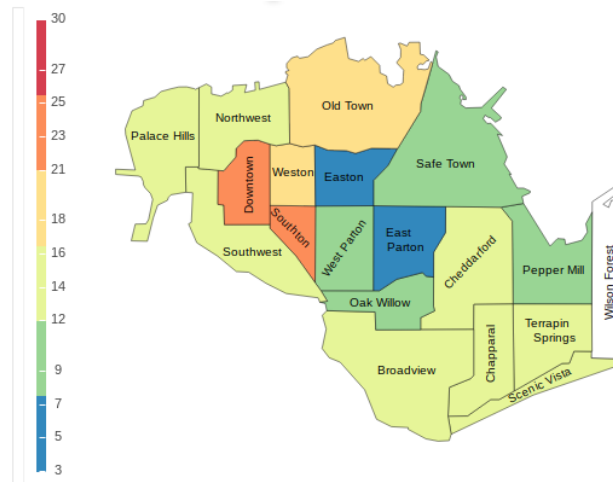 30
27
25
23
21
18
16
14
12
9
7
5
3
Old Town
Northwest
Palace Hills
Safe Town
Downtown
Weston
Easton
Southton
West Parton
East
Parton
Southwest
Cheddarford
Pepper Mill
Wilson Forest
Oak Willow
Terrapin
Springs
Chapparal
Broadview
Scenic Vista